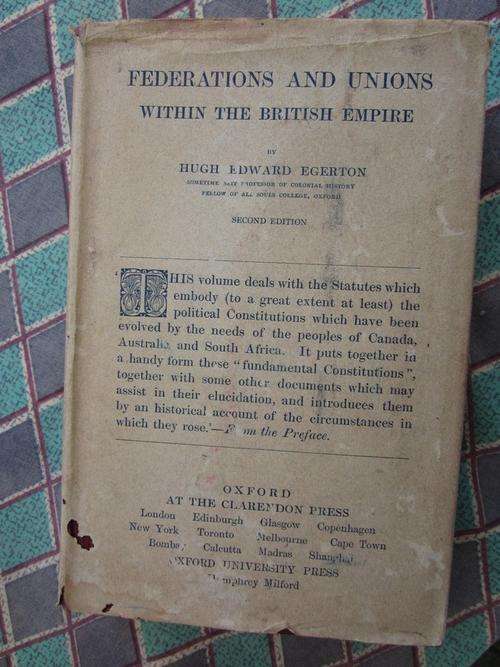 FEDERATIONS AND UNIONS
WITHIN THE BRITISH EMPIRE
BY
HUGH EDWARD EGERTON
SOMETIME BEIT PROFESSOR OF COLONIAL HISTORY
FELLOW OF ALL SOULS COLLEGE, OXFORD
SECOND EDITION
'THIS volume deals with the Statutes which
embody (to a great extent at least) the
political Constitutions which have been
evolved by the needs of the peoples of Canada,
Australia and South Africa. It puts together in
a handy form these "fundamental Constitutions",
together with some other documents which may
assist in their elucidation, and introduces them
by an historical account of the circumstances in
which they rose.'—From the Preface.
OXFORD
AT THE CLARENDON PRESS
London Edinburgh Glasgow Copenhagen
New York Toronto Melbourne Cape Town
Bombay Calcutta Madras Shanghai
OXFORD UNIVERSITY PRESS
Humphrey Milford